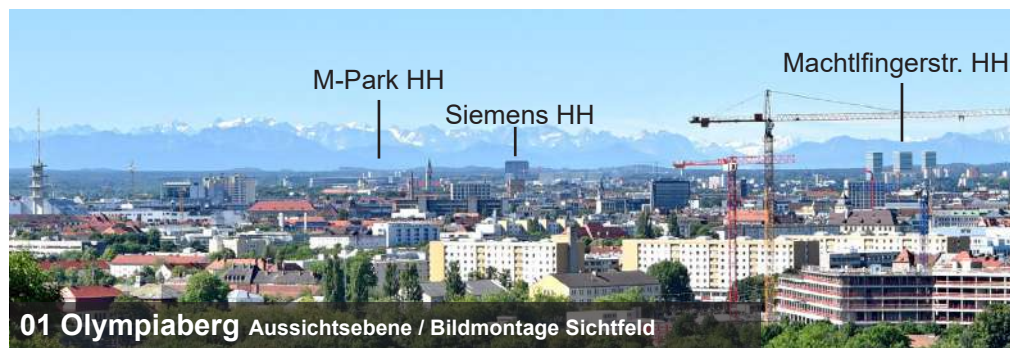 M-Park HH
Siemens HH
Machtlfingerstr. HH
01 Olympiaberg Aussichtsebene / Bildmontage Sichtfeld